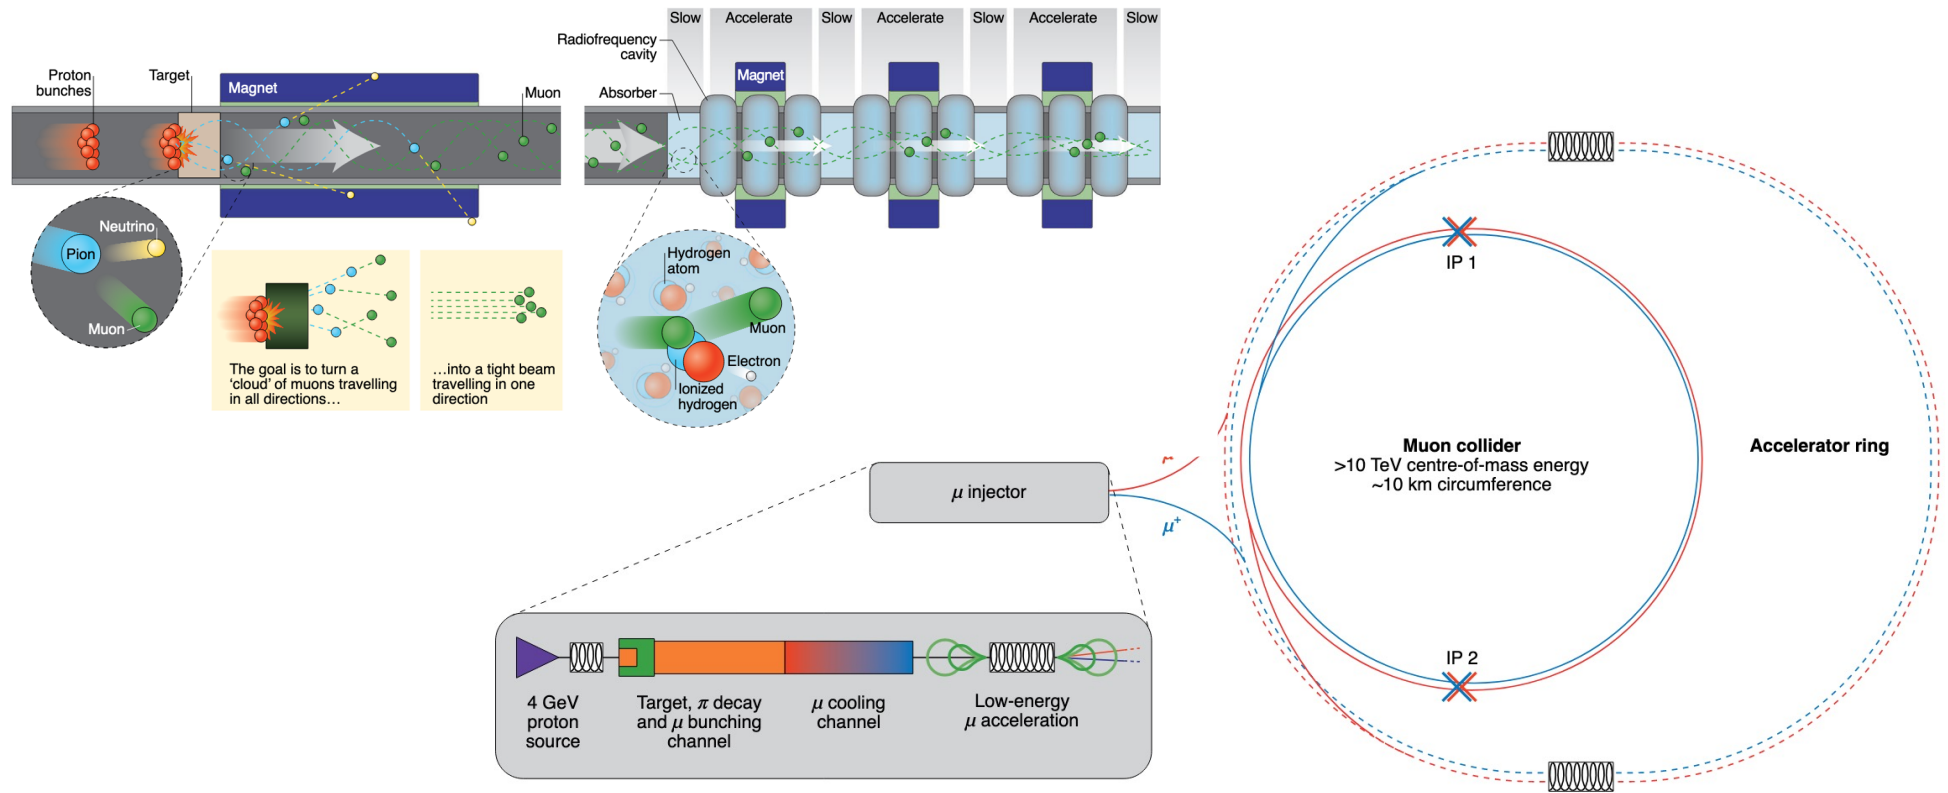 Proton
bunches
Target
Magnet
Muon
Pion
Neutrino
Muon
The goal is to turn a
‘cloud’ of muons travelling
in all directions…
…into a tight beam
travelling in one
direction
Slow
Accelerate
Slow
Accelerate
Slow
Accelerate
Slow
Radiofrequency
cavity
Magnet
Absorber
Hydrogen
atom
Muon
Electron
Ionized
hydrogen
μ injector
μ⁺
4 GeV
proton
source
Target, π decay
and μ bunching
channel
μ cooling
channel
Low-energy
μ acceleration
IP 1
Muon collider
>10 TeV centre-of-mass energy
~10 km circumference
Accelerator ring
IP 2